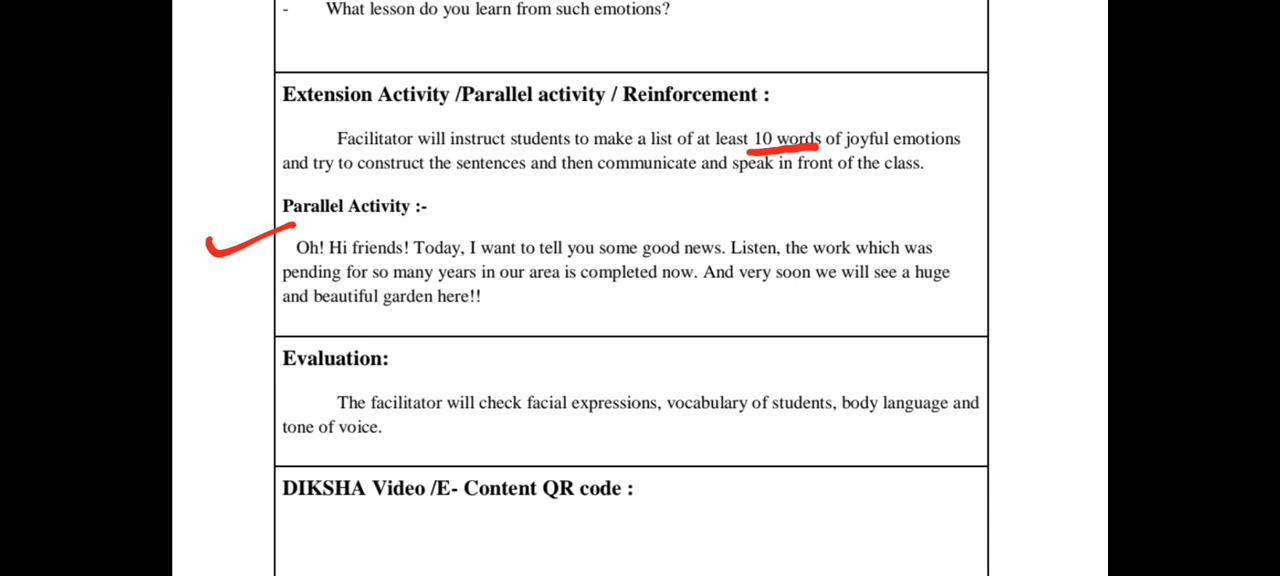 - What lesson do you learn from such emotions?
Extension Activity /Parallel activity / Reinforcement :
Facilitator will instruct students to make a list of at least 10 words of joyful emotions
and try to construct the sentences and then communicate and speak in front of the class.
Parallel Activity :-
Oh! Hi friends! Today, I want to tell you some good news. Listen, the work which was
pending for so many years in our area is completed now. And very soon we will see a huge
and beautiful garden here!!
Evaluation:
The facilitator will check facial expressions, vocabulary of students, body language and
tone of voice.
DIKSHA Video /E- Content QR code :